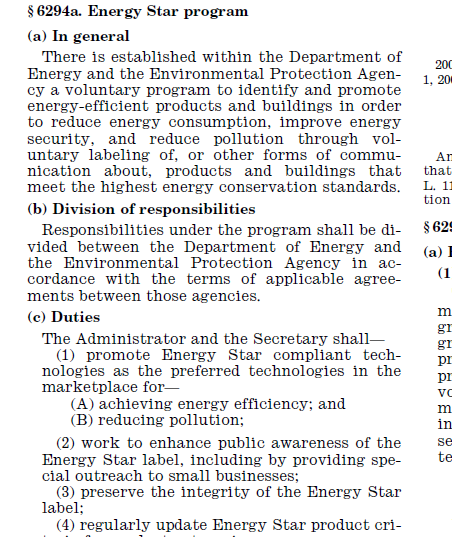 § 6294a. Energy Star program
(a) In general
There is established within the Department of
Energy and the Environmental Protection Agen-
cy a voluntary program to identify and promote
energy-efficient products and buildings in order
to reduce energy consumption, improve energy
security, and reduce pollution through vol-
untary labeling of, or other forms of commu-
nication about, products and buildings that
meet the highest energy conservation standards.
(b) Division of responsibilities
Responsibilities under the program shall be di-
vided between the Department of Energy and
the Environmental Protection Agency in ac-
cordance with the terms of applicable agree-
ments between those agencies.
(c) Duties
The Administrator and the Secretary shall—
(1) promote Energy Star compliant tech-
nologies as the preferred technologies in the
marketplace for—
(A) achieving energy efficiency; and
(B) reducing pollution;
(2) work to enhance public awareness of the
Energy Star label, including by providing spe-
cial outreach to small businesses;
(3) preserve the integrity of the Energy Star
label;
(4) regularly update Energy Star product cri-
200
1, 20
An
that
L. 11
tion
§ 629
(a) I
(1
m
gr
gr
pr
pr
vo
m
in
se
te